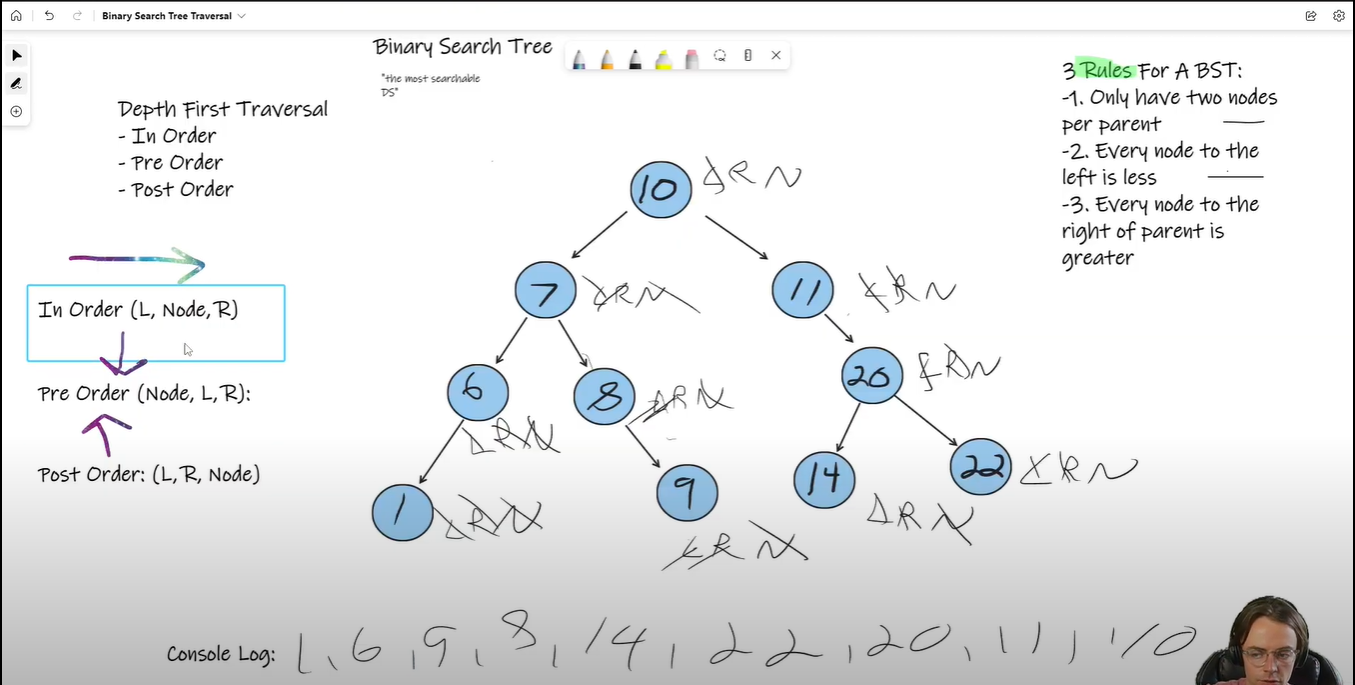 Binary Search Tree Traversal
Binary Search Tree
"the most searchable
DS"
Depth First Traversal
- In Order
- Pre Order
- Post Order
3 Rules For A BST:
-1. Only have two nodes
per parent
-2. Every node to the
left is less
-3. Every node to the
right of parent is
greater
10 LRN
7 LRN
11 LRN
In Order (L, Node, R)
6 LRN
8 LRN
20 LRN
Pre Order (Node, L, R):
1 LRN
9 LRN
14 LRN
22 LRN
Post Order: (L, R, Node)
Console Log: 1, 6, 9, 8, 14, 22, 20, 11, 10